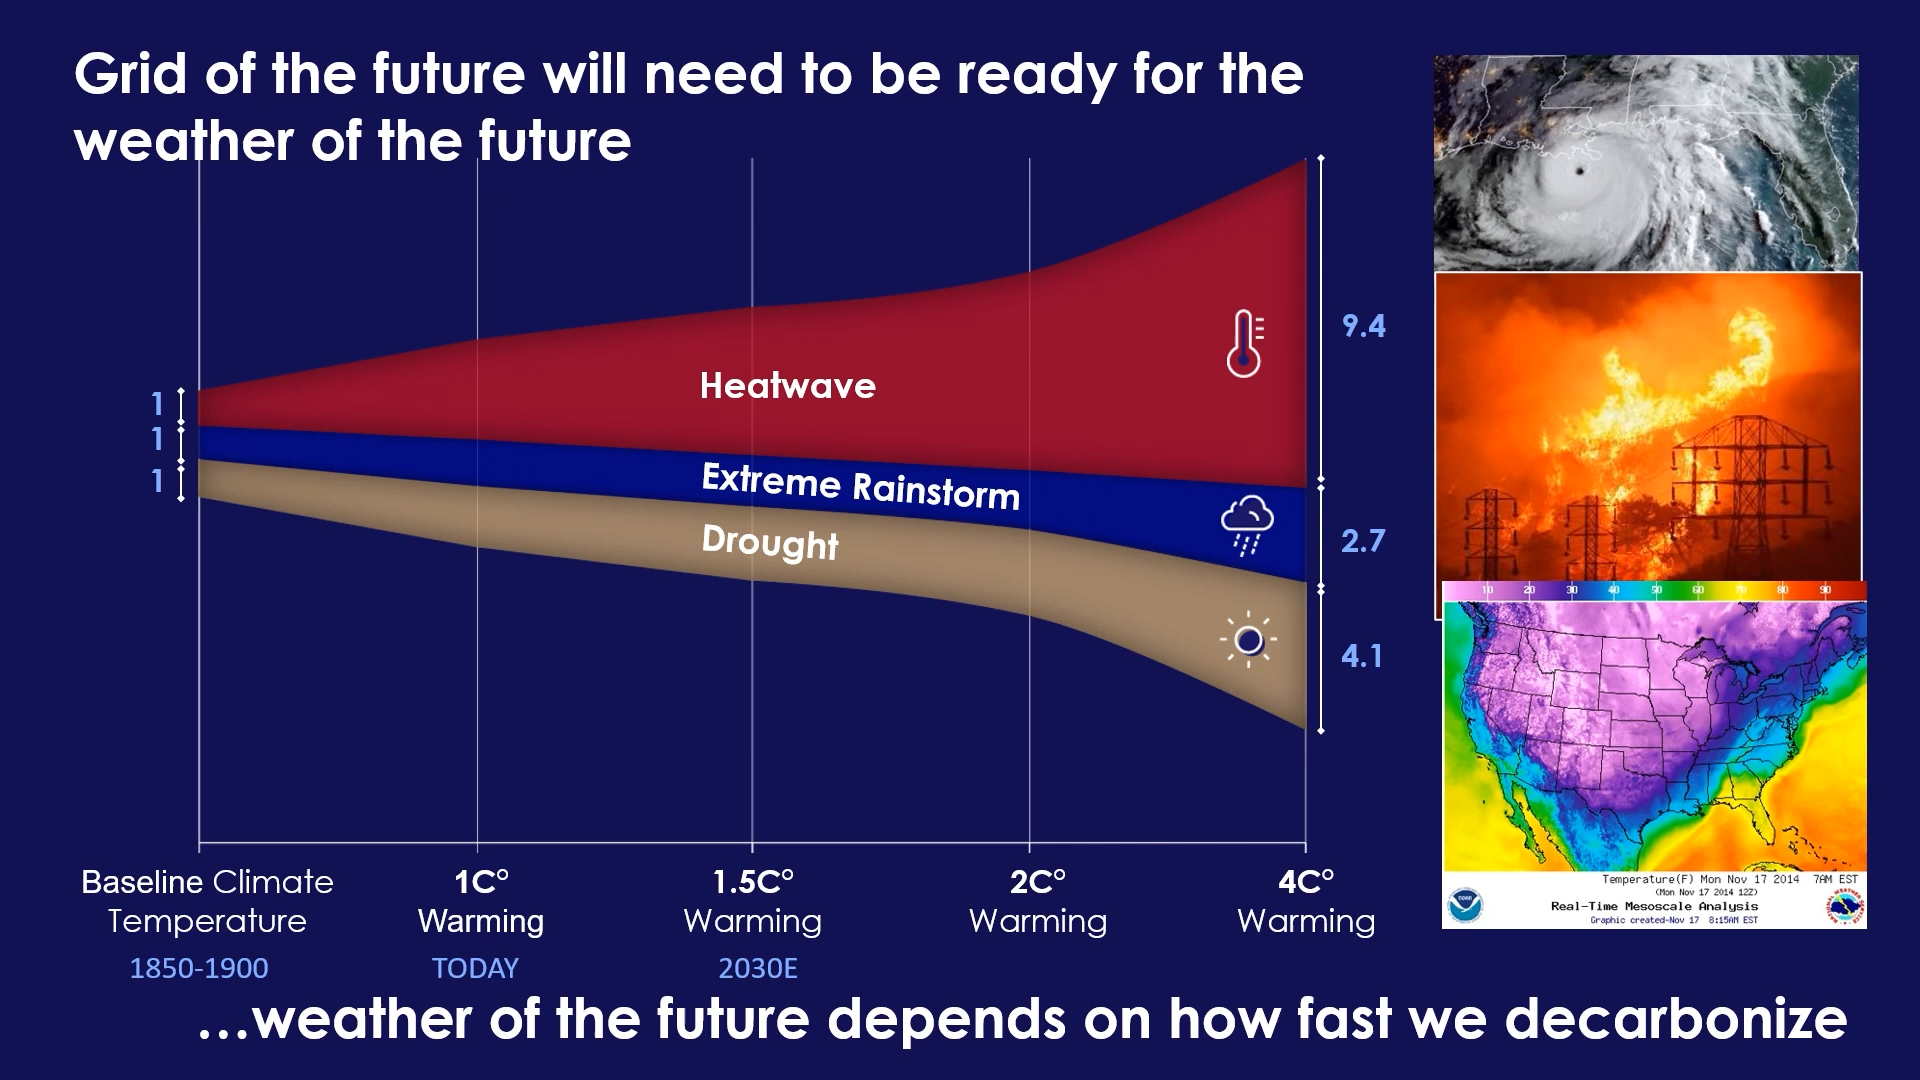 Grid of the future will need to be ready for the
weather of the future
1
1
1
Heatwave
Extreme Rainstorm
Drought
9.4
2.7
4.1
Baseline Climate
Temperature
1850-1900
1C°
Warming
TODAY
1.5C°
Warming
2030E
2C°
Warming
4C°
Warming
10 20 30 40 50 60 70 80 90
Temperature(F) Mon Nov 17 2014 7AM EST
(Mon Nov 17 2014 12Z)
Real-Time Mesoscale Analysis
Graphic created-Nov 17 8:15AM EST
...weather of the future depends on how fast we decarbonize